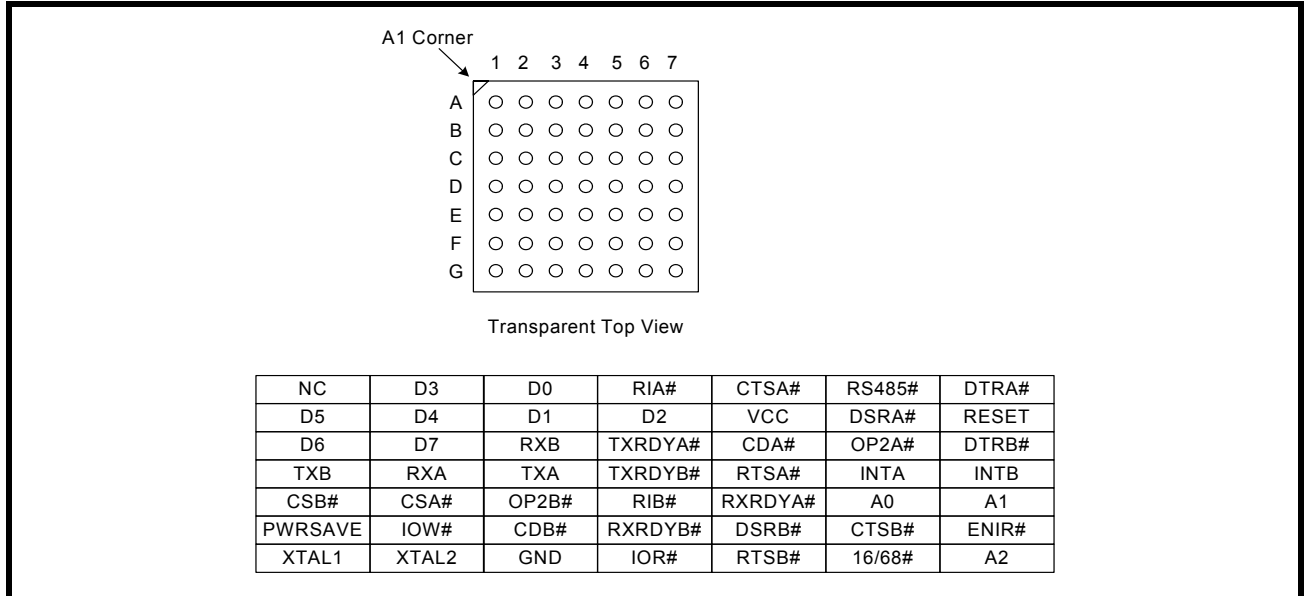 A1 Corner
1 2 3 4 5 6 7
A
B
C
D
E
F
G
Transparent Top View
NC D3 D0 RIA# CTSA# RS485# DTRA#
D5 D4 D1 D2 VCC DSRA# RESET
D6 D7 RXB TXRDYA# CDA# OP2A# DTRB#
TXB RXA TXA TXRDYB# RTSA# INTA INTB
CSB# CSA# OP2B# RIB# RXRDYA# A0 A1
PWRSAVE IOW# CDB# RXRDYB# DSRB# CTSB# ENIR#
XTAL1 XTAL2 GND IOR# RTSB# 16/68# A2